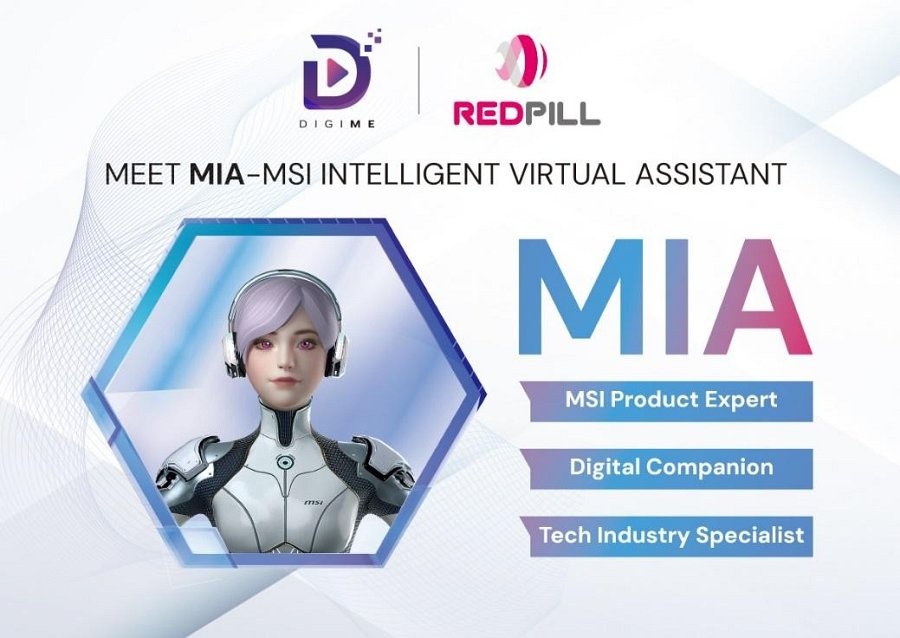 DIGIME
REDPILL
MEET MIA-MSI INTELLIGENT VIRTUAL ASSISTANT
MIA
MSI Product Expert
Digital Companion
Tech Industry Specialist
msi